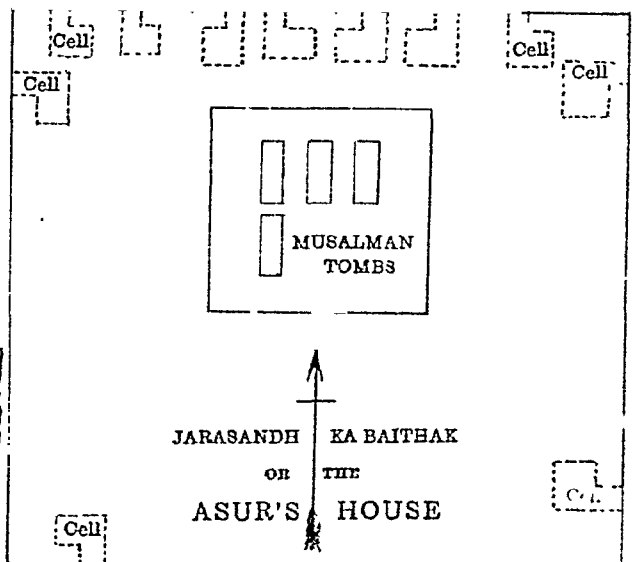 Cell
Cell
Cell
Cell
MUSALMAN
TOMBS
JARASANDH KA BAITHAK
OR THE
ASUR'S HOUSE
Cell